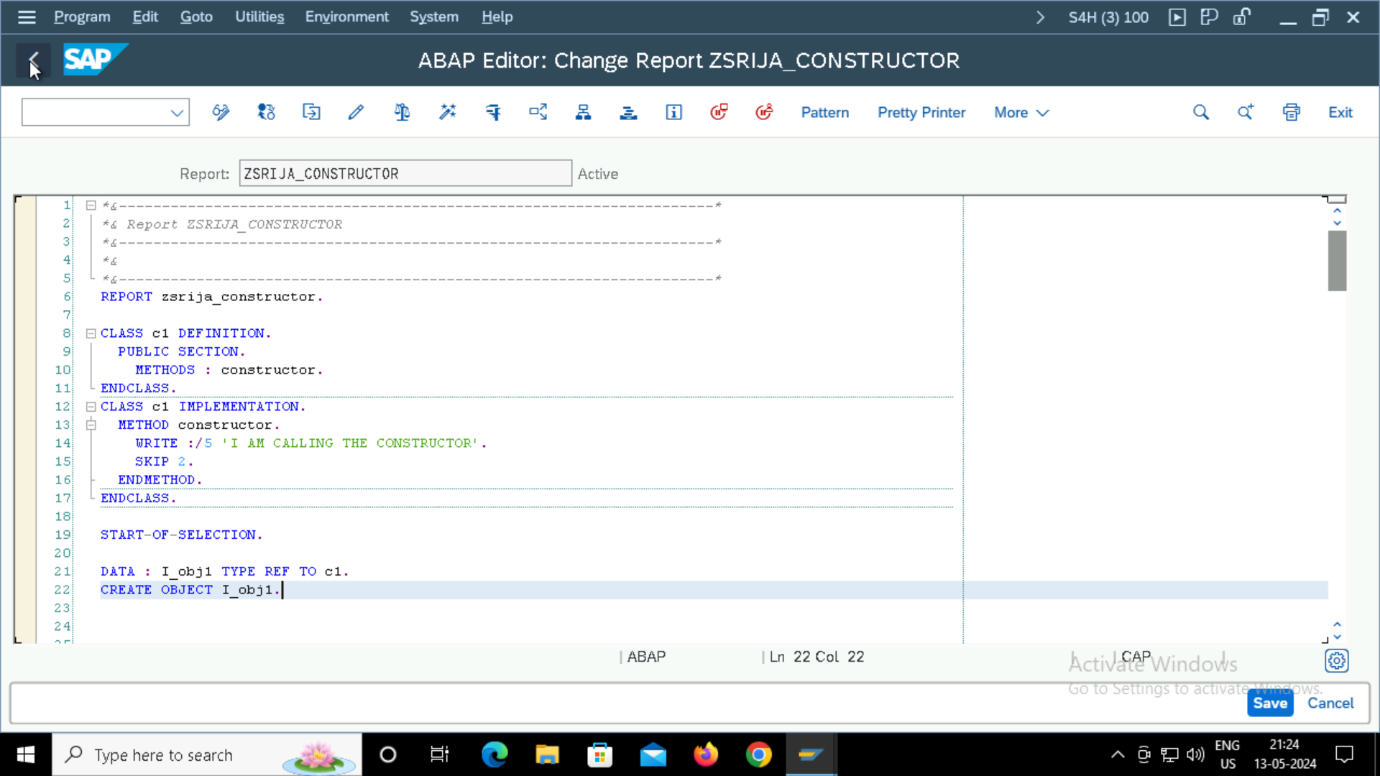 Program Edit Goto Utilities Environment System Help S4H (3) 100
SAP ABAP Editor: Change Report ZSRIJA_CONSTRUCTOR
Pattern Pretty Printer More Exit
Report: ZSRIJA_CONSTRUCTOR Active
1 *&---------------------------------------------------------------------*
2 *& Report ZSRIJA_CONSTRUCTOR
3 *&---------------------------------------------------------------------*
4 *&
5 *&---------------------------------------------------------------------*
6 REPORT zsrija_constructor.
7
8 CLASS c1 DEFINITION.
9 PUBLIC SECTION.
10 METHODS : constructor.
11 ENDCLASS.
12 CLASS c1 IMPLEMENTATION.
13 METHOD constructor.
14 WRITE :/5 'I AM CALLING THE CONSTRUCTOR'.
15 SKIP 2.
16 ENDMETHOD.
17 ENDCLASS.
18
19 START-OF-SELECTION.
20
21 DATA : I_obj1 TYPE REF TO c1.
22 CREATE OBJECT I_obj1.
23
24
ABAP Ln 22 Col 22 CAP
Activate Windows
Go to Settings to activate Windows.
Save Cancel
Type here to search ENG US 21:24 13-05-2024